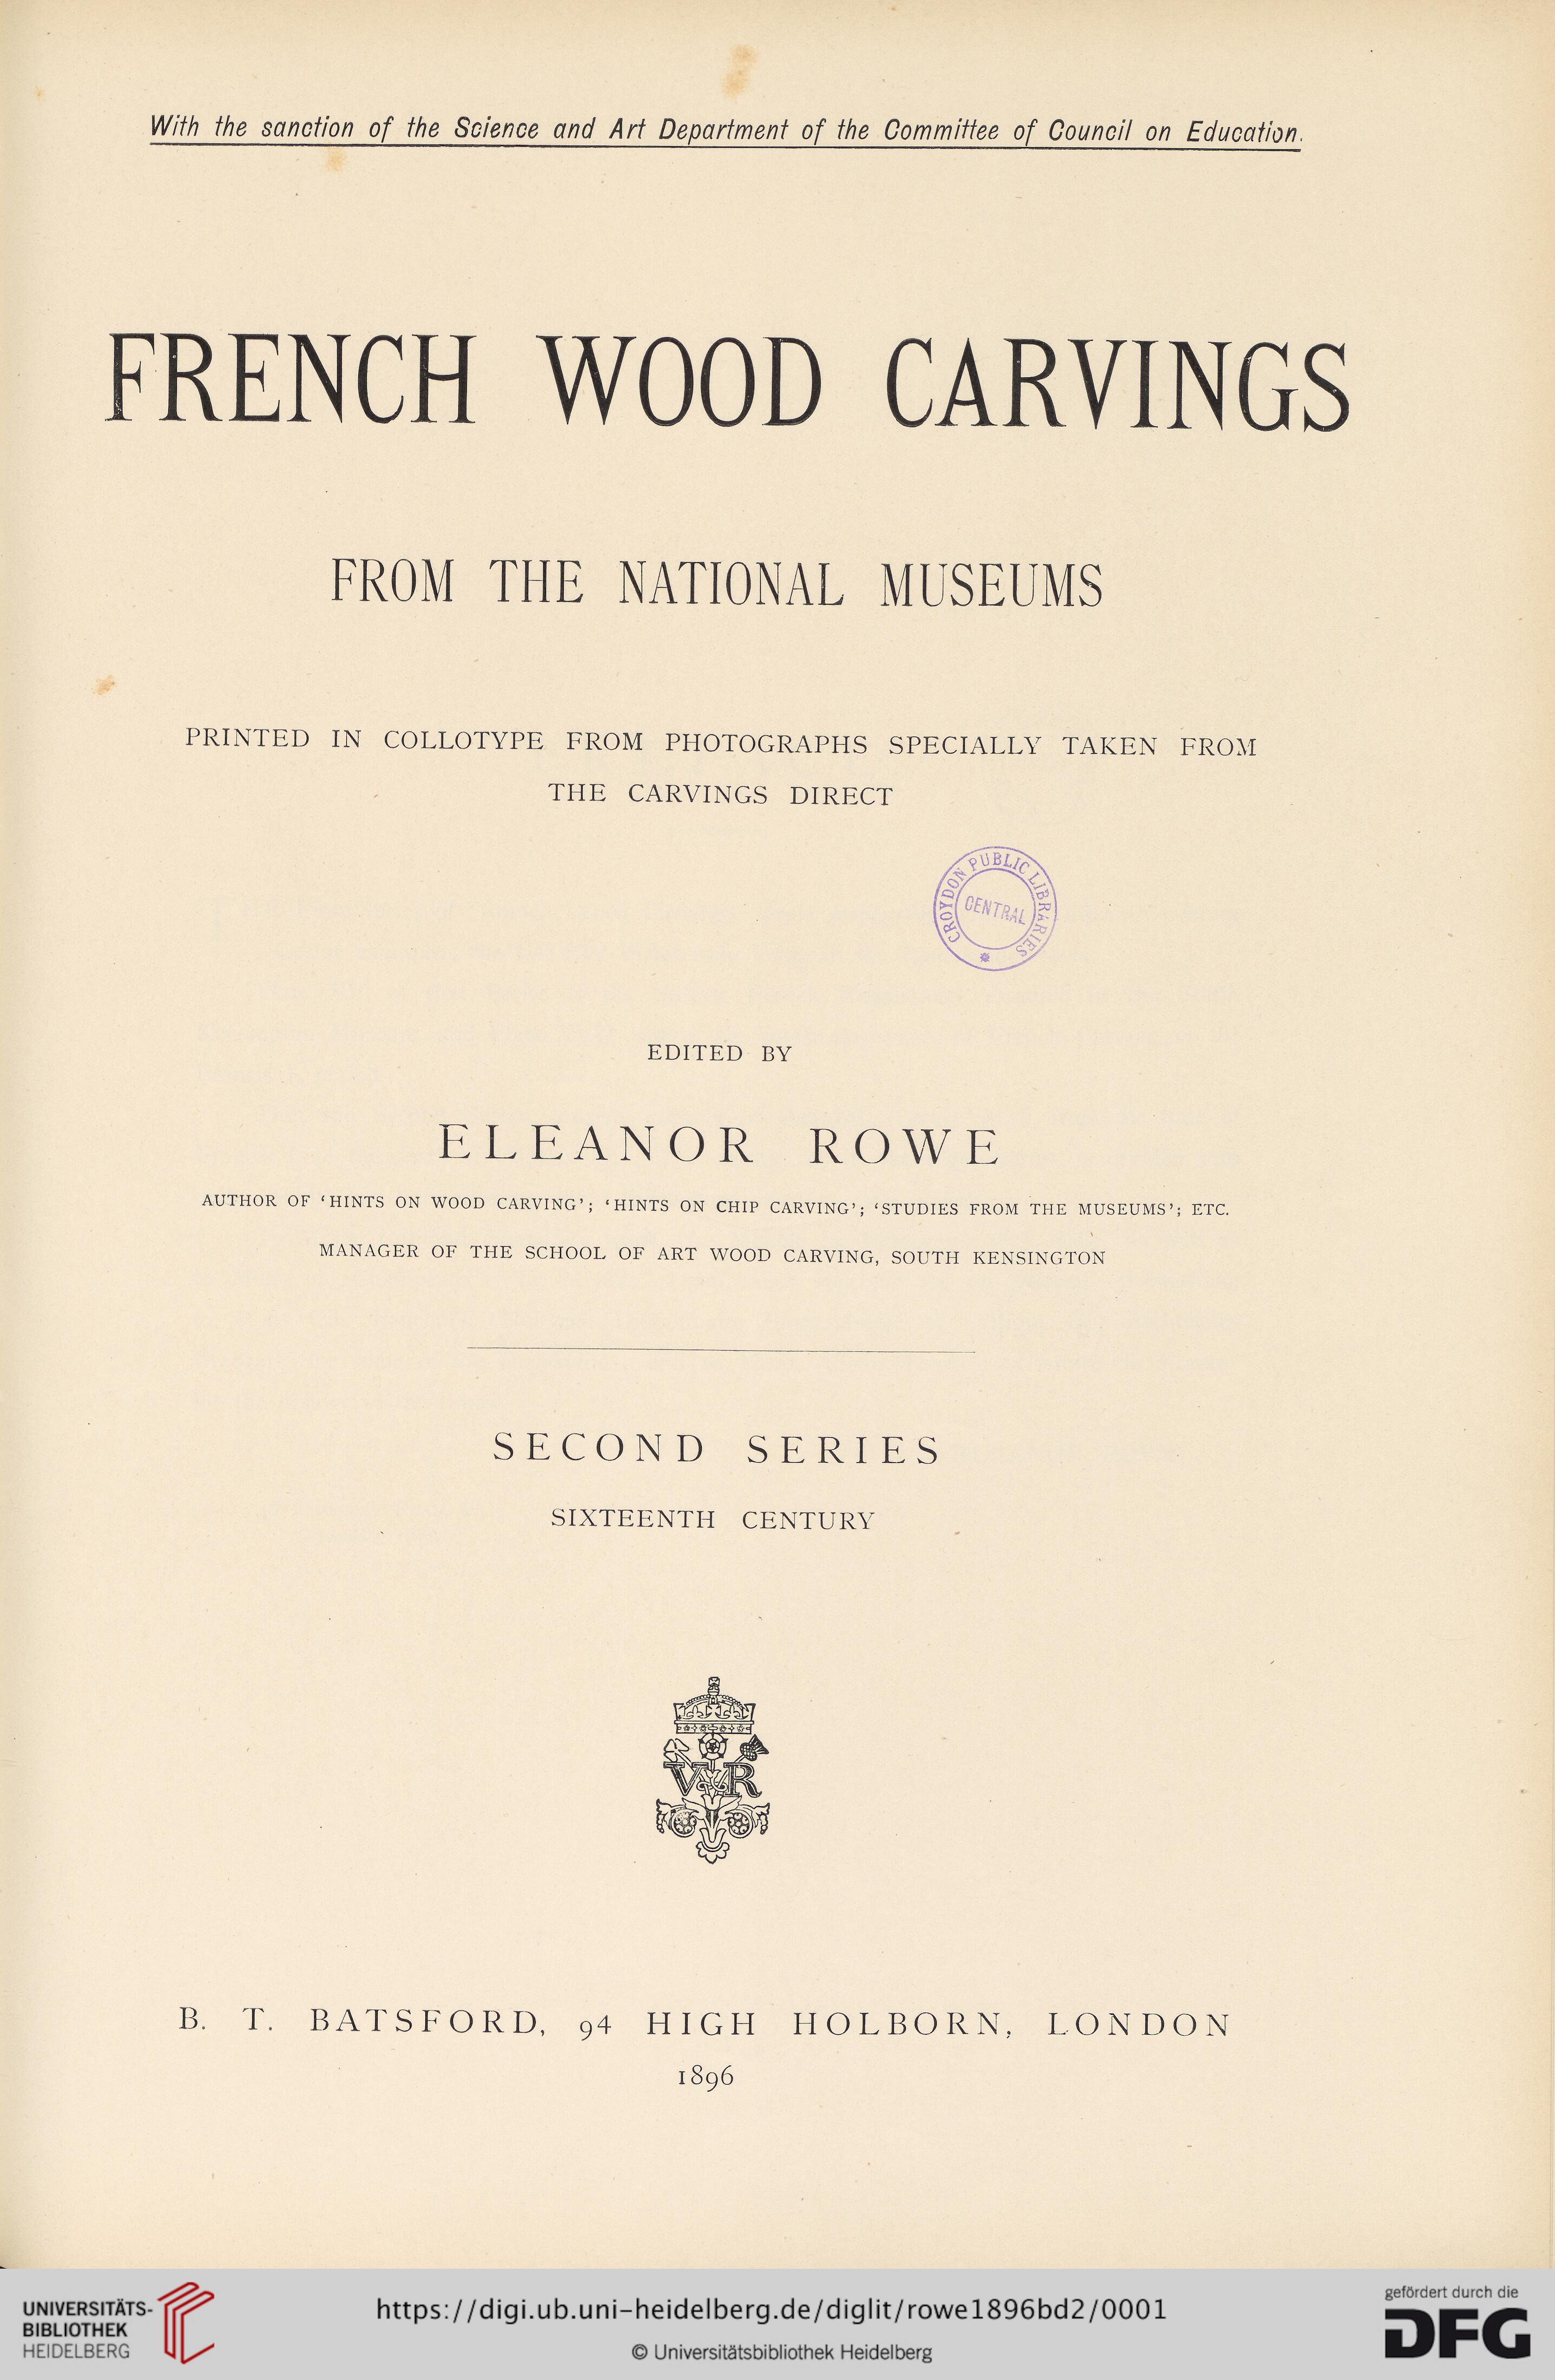 With the sanction of the Science and Art Department of the Committee of Council on Education.
FRENCH WOOD CARVINGS
FROM THE NATIONAL MUSEUMS
PRINTED IN COLLOTYPE FROM PHOTOGRAPHS SPECIALLY TAKEN FROM
THE CARVINGS DIRECT
CROYDON PUBLIC LIBRARIES
CENTRAL
EDITED BY
ELEANOR ROWE
AUTHOR OF ‘HINTS ON WOOD CARVING’; ‘HINTS ON CHIP CARVING’; ‘STUDIES FROM THE MUSEUMS’; ETC.
MANAGER OF THE SCHOOL OF ART WOOD CARVING, SOUTH KENSINGTON
SECOND SERIES
SIXTEENTH CENTURY
VR
B. T. BATSFORD, 94 HIGH HOLBORN, LONDON
1896
UNIVERSITÄTS-
BIBLIOTHEK
HEIDELBERG
https://digi.ub.uni-heidelberg.de/diglit/rowe1896bd2/0001
© Universitätsbibliothek Heidelberg
gefördert durch die
DFG